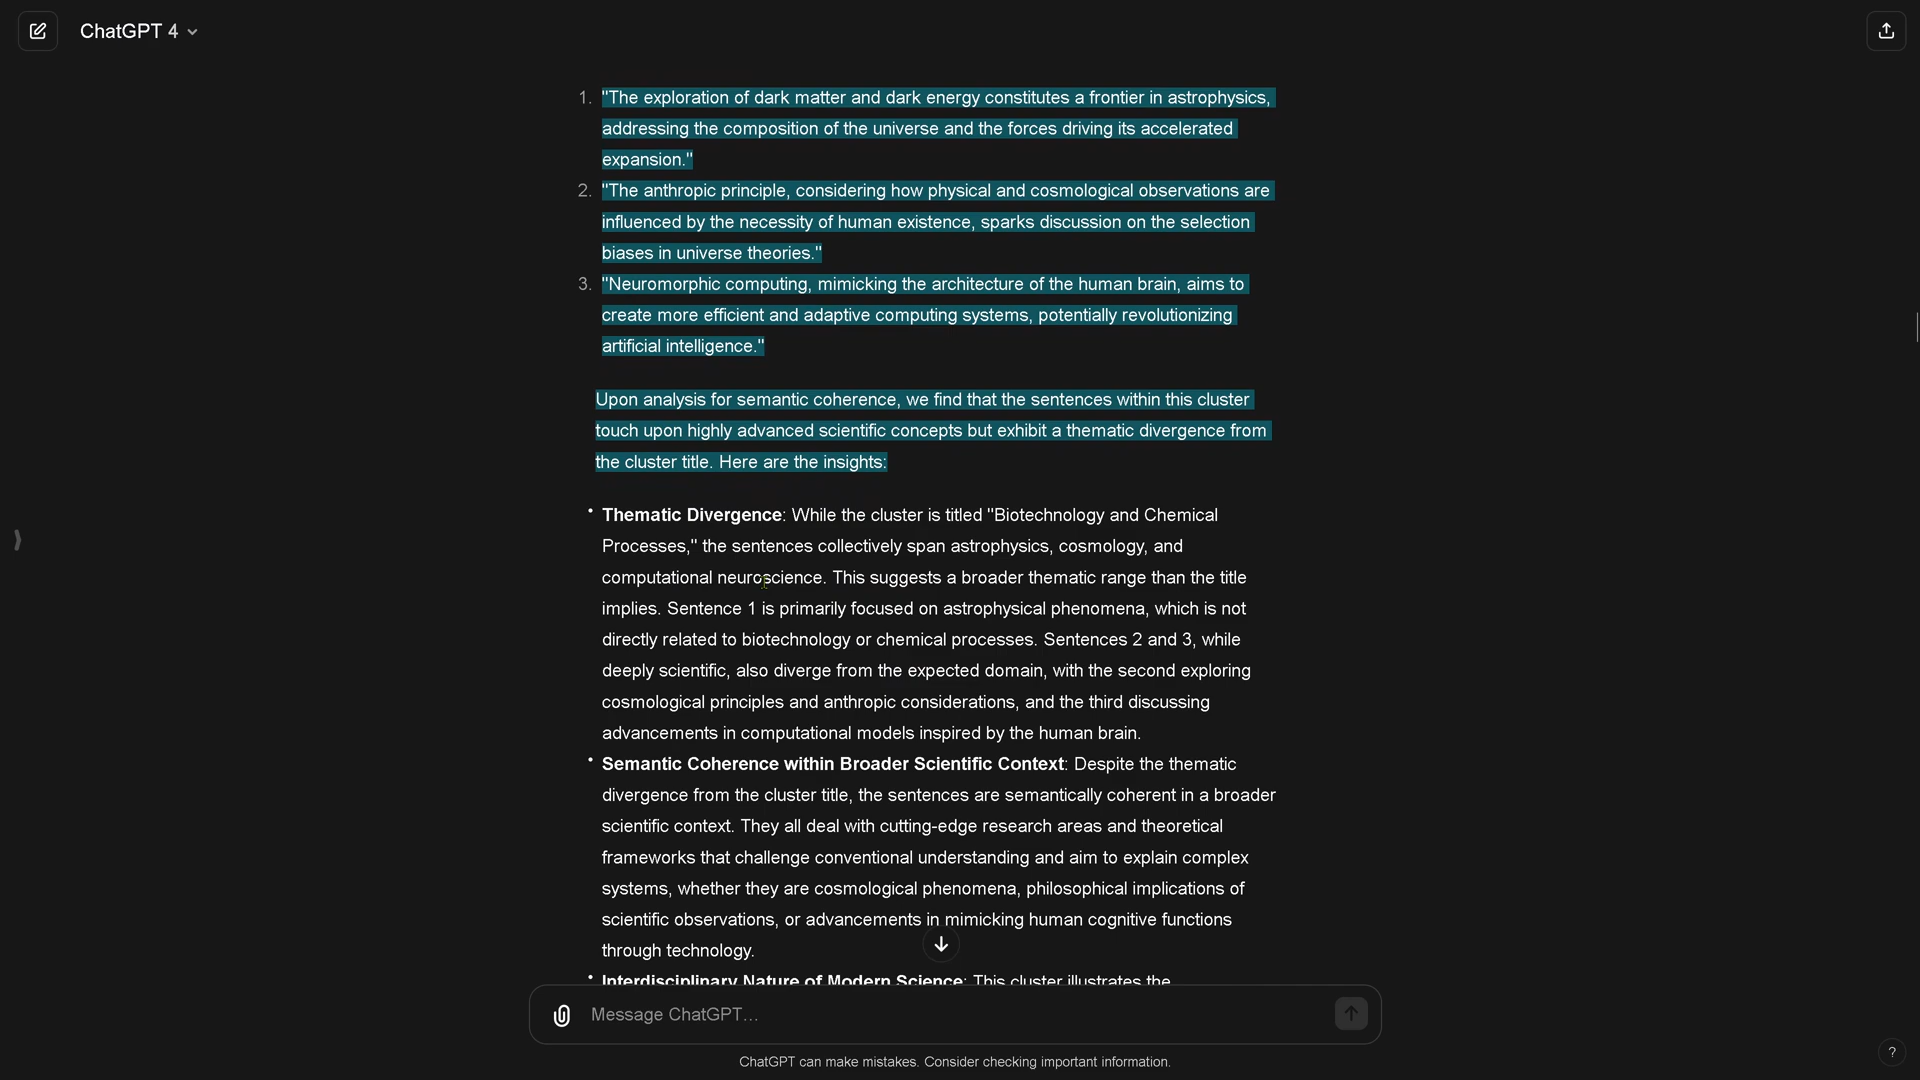 ChatGPT 4
1. "The exploration of dark matter and dark energy constitutes a frontier in astrophysics,
addressing the composition of the universe and the forces driving its accelerated
expansion."
2. "The anthropic principle, considering how physical and cosmological observations are
influenced by the necessity of human existence, sparks discussion on the selection
biases in universe theories."
3. "Neuromorphic computing, mimicking the architecture of the human brain, aims to
create more efficient and adaptive computing systems, potentially revolutionizing
artificial intelligence."
Upon analysis for semantic coherence, we find that the sentences within this cluster
touch upon highly advanced scientific concepts but exhibit a thematic divergence from
the cluster title. Here are the insights:
• Thematic Divergence: While the cluster is titled "Biotechnology and Chemical
Processes," the sentences collectively span astrophysics, cosmology, and
computational neuroscience. This suggests a broader thematic range than the title
implies. Sentence 1 is primarily focused on astrophysical phenomena, which is not
directly related to biotechnology or chemical processes. Sentences 2 and 3, while
deeply scientific, also diverge from the expected domain, with the second exploring
cosmological principles and anthropic considerations, and the third discussing
advancements in computational models inspired by the human brain.
• Semantic Coherence within Broader Scientific Context: Despite the thematic
divergence from the cluster title, the sentences are semantically coherent in a broader
scientific context. They all deal with cutting-edge research areas and theoretical
frameworks that challenge conventional understanding and aim to explain complex
systems, whether they are cosmological phenomena, philosophical implications of
scientific observations, or advancements in mimicking human cognitive functions
through technology.
• Interdisciplinary Nature of Modern Science: This cluster illustrates the
Message ChatGPT...
ChatGPT can make mistakes. Consider checking important information.
?